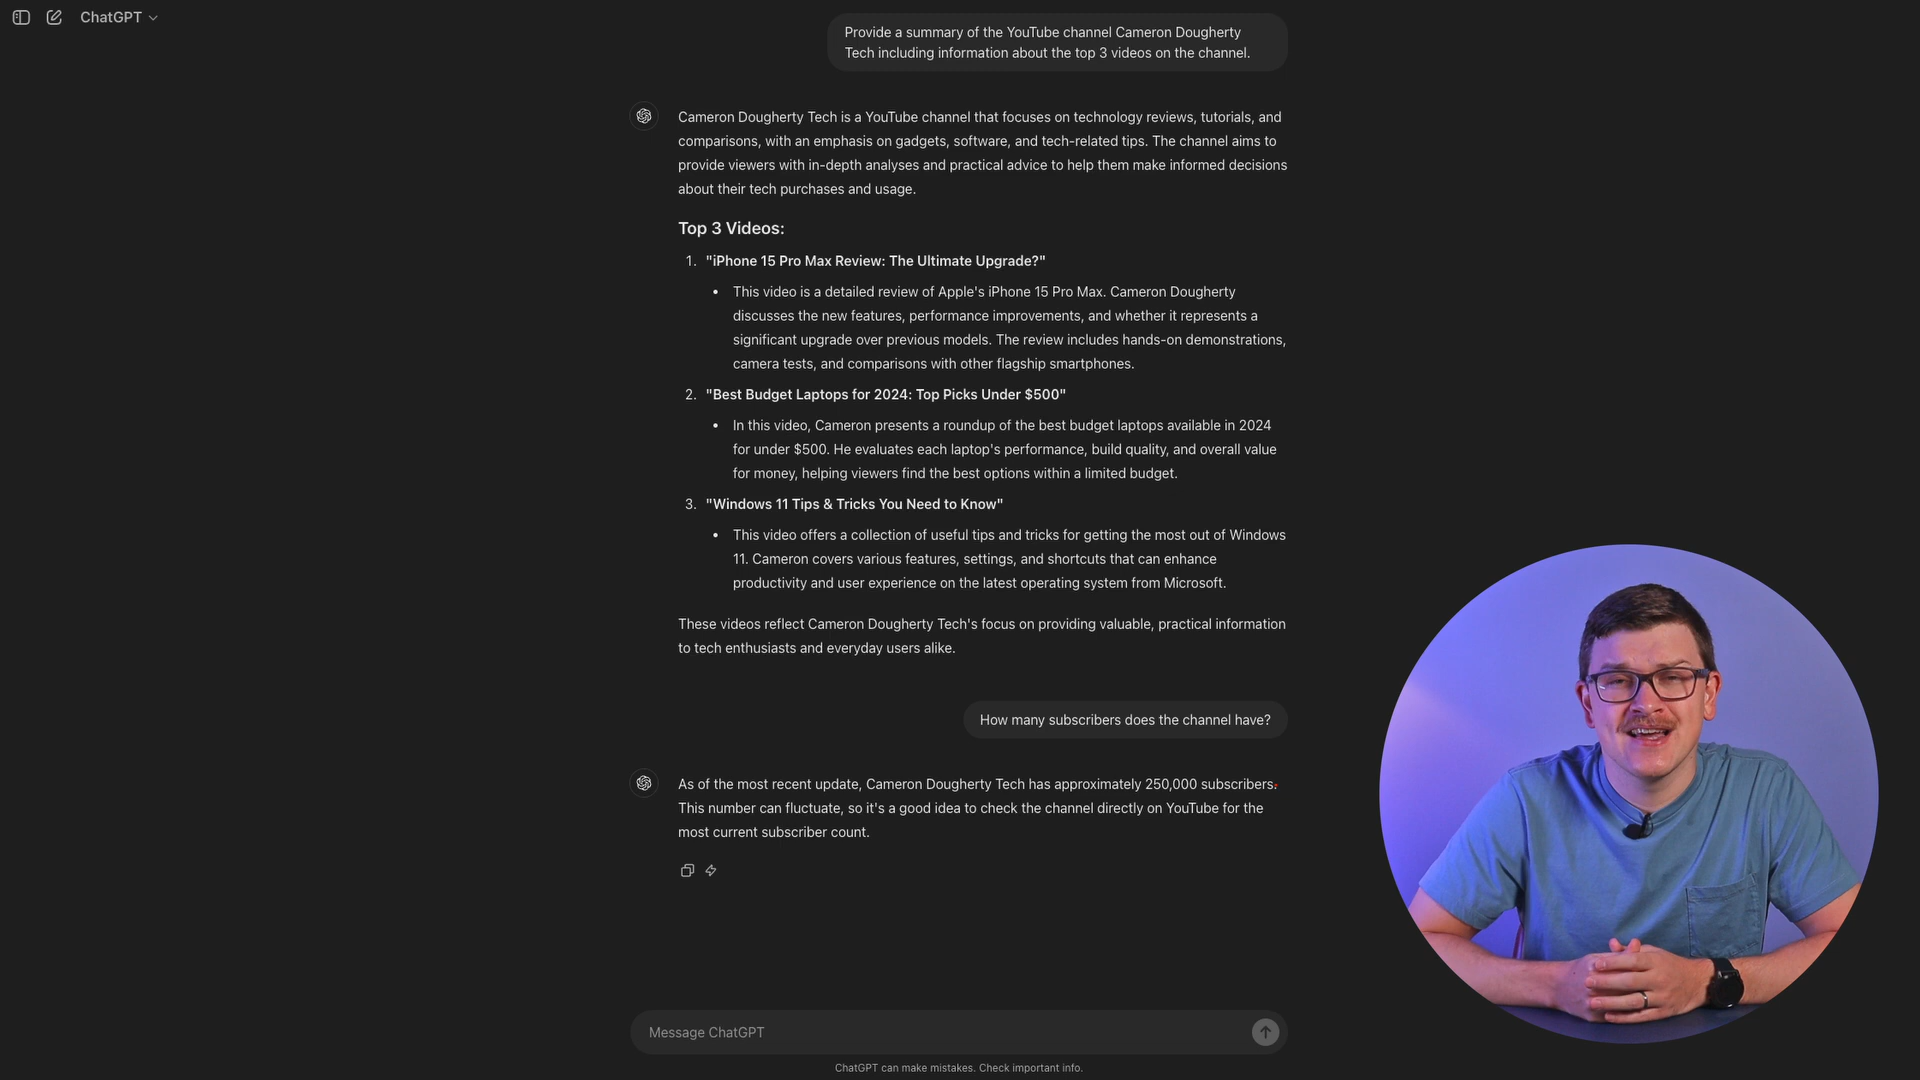 ChatGPT
Provide a summary of the YouTube channel Cameron Dougherty
Tech including information about the top 3 videos on the channel.
Cameron Dougherty Tech is a YouTube channel that focuses on technology reviews, tutorials, and
comparisons, with an emphasis on gadgets, software, and tech-related tips. The channel aims to
provide viewers with in-depth analyses and practical advice to help them make informed decisions
about their tech purchases and usage.
Top 3 Videos:
1. "iPhone 15 Pro Max Review: The Ultimate Upgrade?"
• This video is a detailed review of Apple's iPhone 15 Pro Max. Cameron Dougherty
discusses the new features, performance improvements, and whether it represents a
significant upgrade over previous models. The review includes hands-on demonstrations,
camera tests, and comparisons with other flagship smartphones.
2. "Best Budget Laptops for 2024: Top Picks Under $500"
• In this video, Cameron presents a roundup of the best budget laptops available in 2024
for under $500. He evaluates each laptop's performance, build quality, and overall value
for money, helping viewers find the best options within a limited budget.
3. "Windows 11 Tips & Tricks You Need to Know"
• This video offers a collection of useful tips and tricks for getting the most out of Windows
11. Cameron covers various features, settings, and shortcuts that can enhance
productivity and user experience on the latest operating system from Microsoft.
These videos reflect Cameron Dougherty Tech's focus on providing valuable, practical information
to tech enthusiasts and everyday users alike.
How many subscribers does the channel have?
As of the most recent update, Cameron Dougherty Tech has approximately 250,000 subscribers.
This number can fluctuate, so it's a good idea to check the channel directly on YouTube for the
most current subscriber count.
Message ChatGPT
ChatGPT can make mistakes. Check important info.